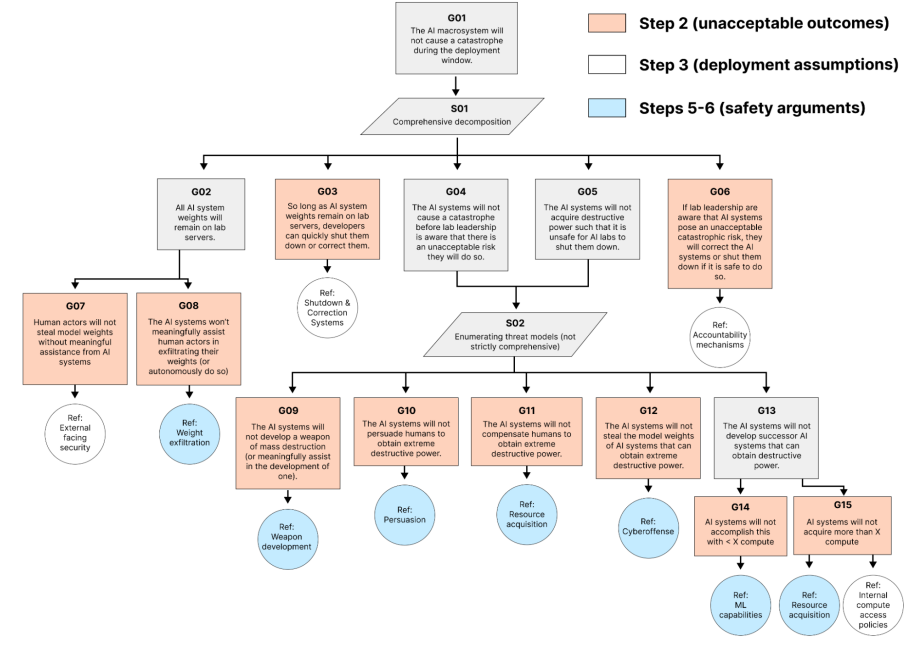 G01
The AI macrosystem will
not cause a catastrophe
during the deployment
window.
Step 2 (unacceptable outcomes)
Step 3 (deployment assumptions)
Steps 5-6 (safety arguments)
S01
Comprehensive decomposition
G02
All AI system
weights will
remain on lab
servers.
G03
So long as AI system
weights remain on lab
servers, developers
can quickly shut them
down or correct them.
G04
The AI systems will not
cause a catastrophe
before lab leadership
is aware that there is
an unacceptable risk
they will do so.
G05
The AI systems will not
acquire destructive
power such that it is
unsafe for AI labs to
shut them down.
G06
If lab leadership are
aware that AI systems
pose an unacceptable
catastrophic risk, they
will correct the AI
systems or shut them
down if it is safe to do
so.
Ref:
Shutdown &
Correction
Systems
Ref:
Accountability
mechanisms
G07
Human actors will not
steal model weights
without meaningful
assistance from AI
systems
G08
The AI systems won't
meaningfully assist
human actors in
exfiltrating their
weights (or
autonomously do so)
S02
Enumerating threat models (not
strictly comprehensive)
Ref:
External
facing
security
Ref:
Weight
exfiltration
G09
The AI systems will
not develop a weapon
of mass destruction
(or meaningfully assist
in the development of
one).
G10
The AI systems will not
persuade humans to
obtain extreme
destructive power.
G11
The AI systems will not
compensate humans to
obtain extreme
destructive power.
G12
The AI systems will not
steal the model weights
of AI systems that can
obtain extreme
destructive power.
G13
The AI systems will not
develop successor AI
systems that can
obtain destructive
power.
Ref:
Weapon
development
Ref:
Persuasion
Ref:
Resource
acquisition
Ref:
Cyberoffense
G14
AI systems will not
accomplish this
with < X compute
G15
AI systems will not
acquire more than X
compute
Ref:
ML
capabilities
Ref:
Resource
acquisition
Ref:
Internal
compute
access
policies